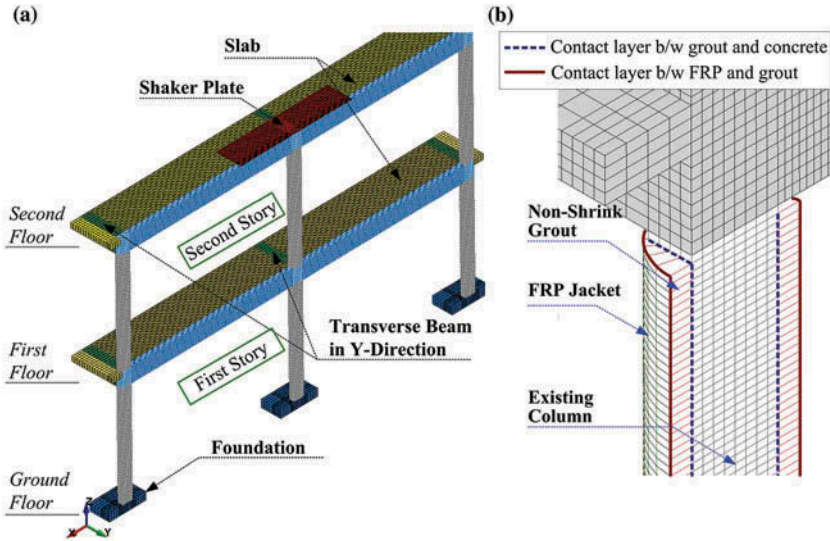 (a)
Slab
Shaker Plate
Second
Floor
Second Story
First
Floor
First Story
Transverse Beam
in Y-Direction
Foundation
Ground
Floor
Z
X
Y
(b)
Contact layer b/w grout and concrete
Contact layer b/w FRP and grout
Non-Shrink
Grout
FRP Jacket
Existing
Column